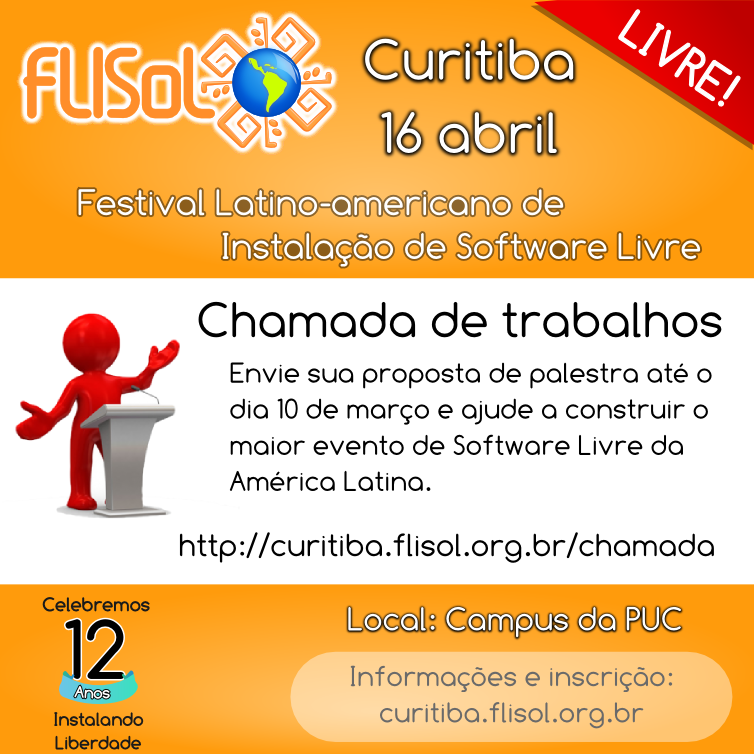 FLISoL
Curitiba
16 abril
LIVRE!
Festival Latino-americano de
Instalação de Software Livre
Chamada de trabalhos
Envie sua proposta de palestra até o
dia 10 de março e ajude a construir o
maior evento de Software Livre da
América Latina.
http://curitiba.flisol.org.br/chamada
Celebremos
12
Anos
Instalando
Liberdade
Local: Campus da PUC
Informações e inscrição:
curitiba.flisol.org.br